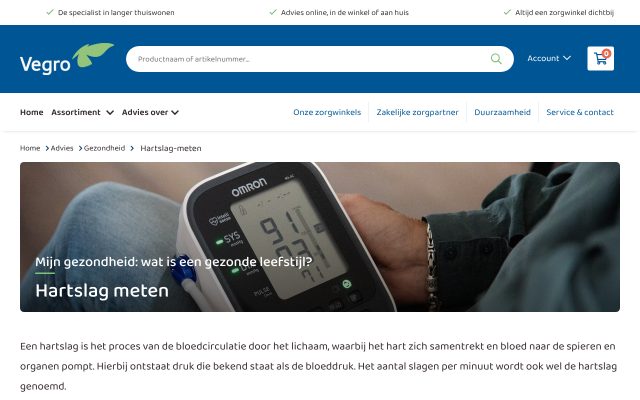 De specialist in langer thuiswonen
Advies online, in de winkel of aan huis
Altijd een zorgwinkel dichtbij
Vegro
Productnaam of artikelnummer...
Account
0
Home Assortiment Advies over
Onze zorgwinkels Zakelijke zorgpartner Duurzaamheid Service & contact
Home Advies Gezondheid Hartslag-meten
OMRON
SYS
91
DIA
PULSE
Mijn gezondheid: wat is een gezonde leefstijl?
Hartslag meten
Een hartslag is het proces van de bloedcirculatie door het lichaam, waarbij het hart zich samentrekt en bloed naar de spieren en
organen pompt. Hierbij ontstaat druk die bekend staat als de bloeddruk. Het aantal slagen per minuut wordt ook wel de hartslag
genoemd.